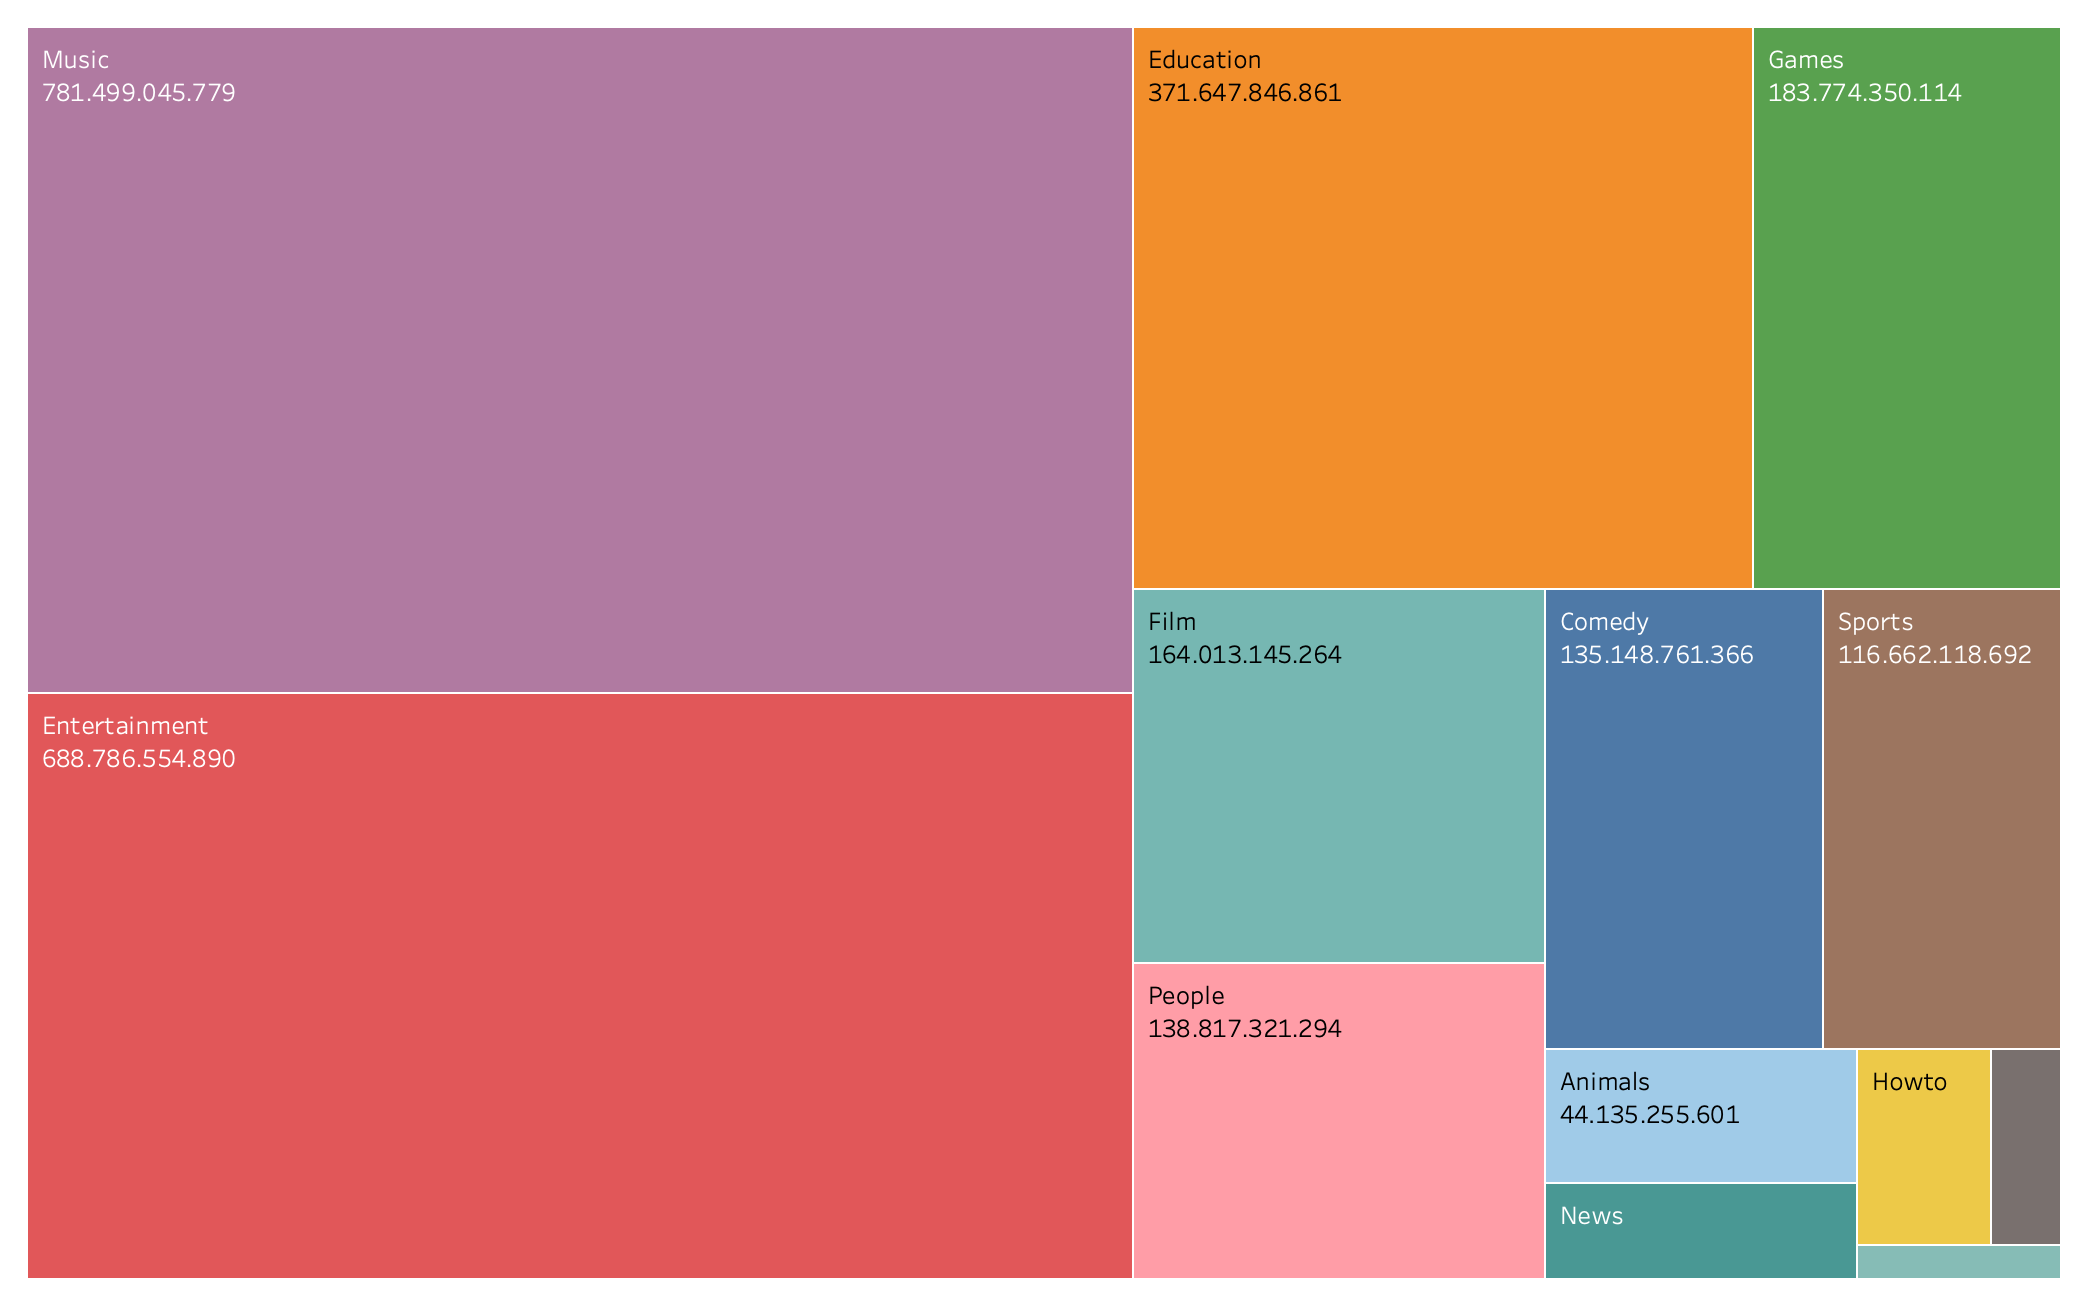 Music
781.499.045.779
Education
371.647.846.861
Games
183.774.350.114
Film
164.013.145.264
Comedy
135.148.761.366
Sports
116.662.118.692
Entertainment
688.786.554.890
People
138.817.321.294
Animals
44.135.255.601
Howto
News